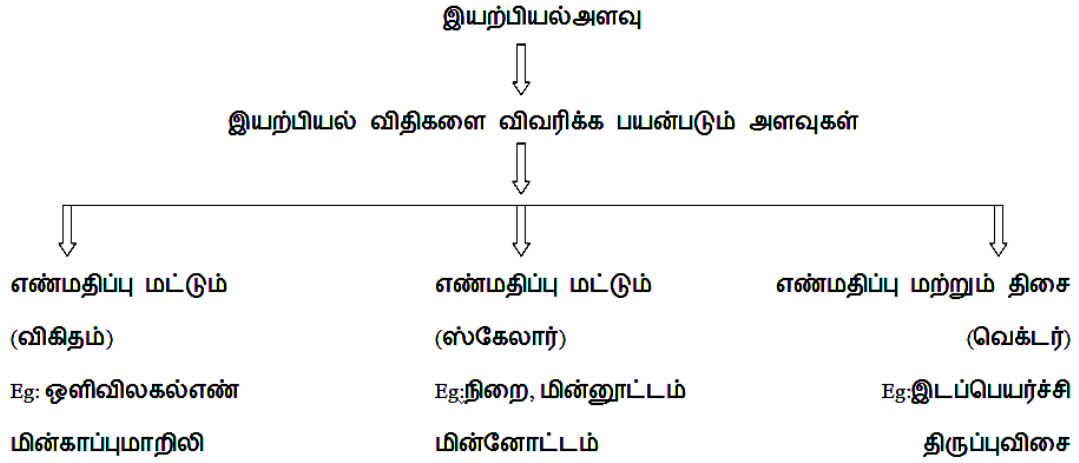 இயற்பியல்அளவு
இயற்பியல் விதிகளை விவரிக்க பயன்படும் அளவுகள்
எண்மதிப்பு மட்டும்
(விகிதம்)
Eg: ஒளிவிலகல்எண்
மின்காப்புமாறிலி
எண்மதிப்பு மட்டும்
(ஸ்கேலார்)
Eg;நிறை, மின்னூட்டம்
மின்னோட்டம்
எண்மதிப்பு மற்றும் திசை
(வெக்டர்)
Eg:இடப்பெயர்ச்சி
திருப்புவிசை